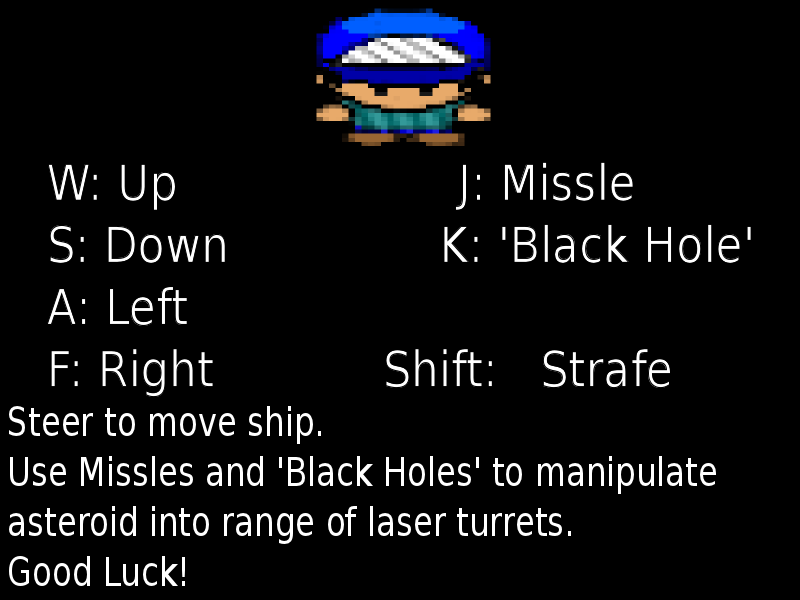 W: Up J: Missle
S: Down K: 'Black Hole'
A: Left
F: Right Shift: Strafe
Steer to move ship.
Use Missles and 'Black Holes' to manipulate
asteroid into range of laser turrets.
Good Luck!